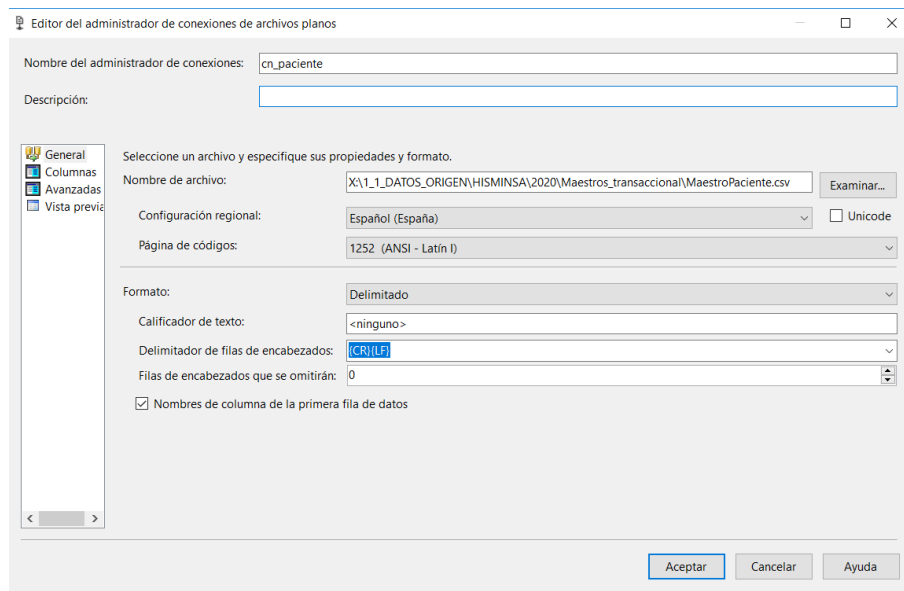 Editor del administrador de conexiones de archivos planos
Nombre del administrador de conexiones: cn_paciente
Descripción:
General
Columnas
Avanzadas
Vista previa
Seleccione un archivo y especifique sus propiedades y formato.
Nombre de archivo: X:\1_1_DATOS_ORIGEN\HISMINSA\2020\Maestros_transaccional\MaestroPaciente.csv Examinar...
Configuración regional: Español (España) Unicode
Página de códigos: 1252 (ANSI - Latín I)
Formato: Delimitado
Calificador de texto: <ninguno>
Delimitador de filas de encabezados: {CR}{LF}
Filas de encabezados que se omitirán: 0
Nombres de columna de la primera fila de datos
Aceptar Cancelar Ayuda